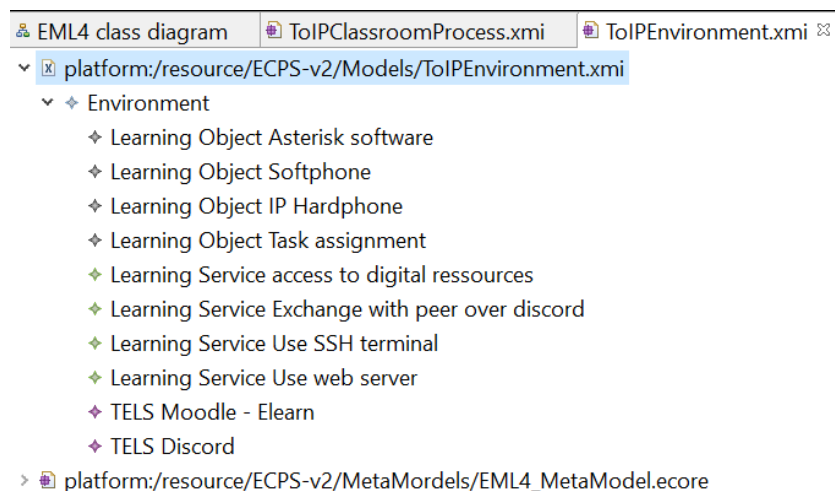 EML4 class diagram ToIPClassroomProcess.xmi ToIPEnvironment.xmi
platform:/resource/ECPS-v2/Models/ToIPEnvironment.xmi
Environment
Learning Object Asterisk software
Learning Object Softphone
Learning Object IP Hardphone
Learning Object Task assignment
Learning Service access to digital ressources
Learning Service Exchange with peer over discord
Learning Service Use SSH terminal
Learning Service Use web server
TELS Moodle - Elearn
TELS Discord
platform:/resource/ECPS-v2/MetaMordels/EML4_MetaModel.ecore